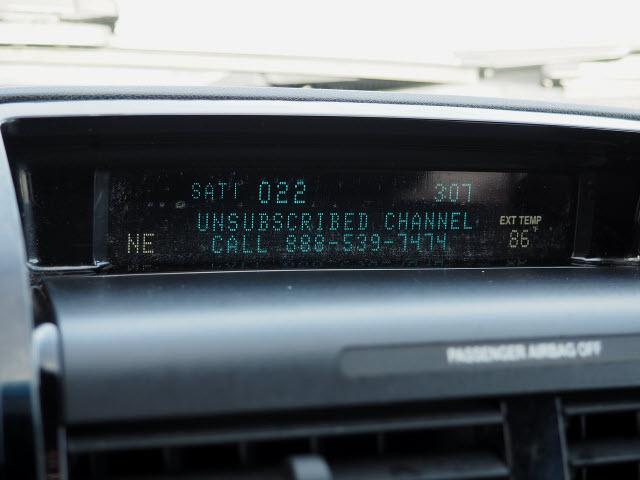 SAT1 022 307
UNSUBSCRIBED CHANNEL
CALL 888-539-7474
NE
EXT TEMP
86°F
PASSENGER AIRBAG OFF